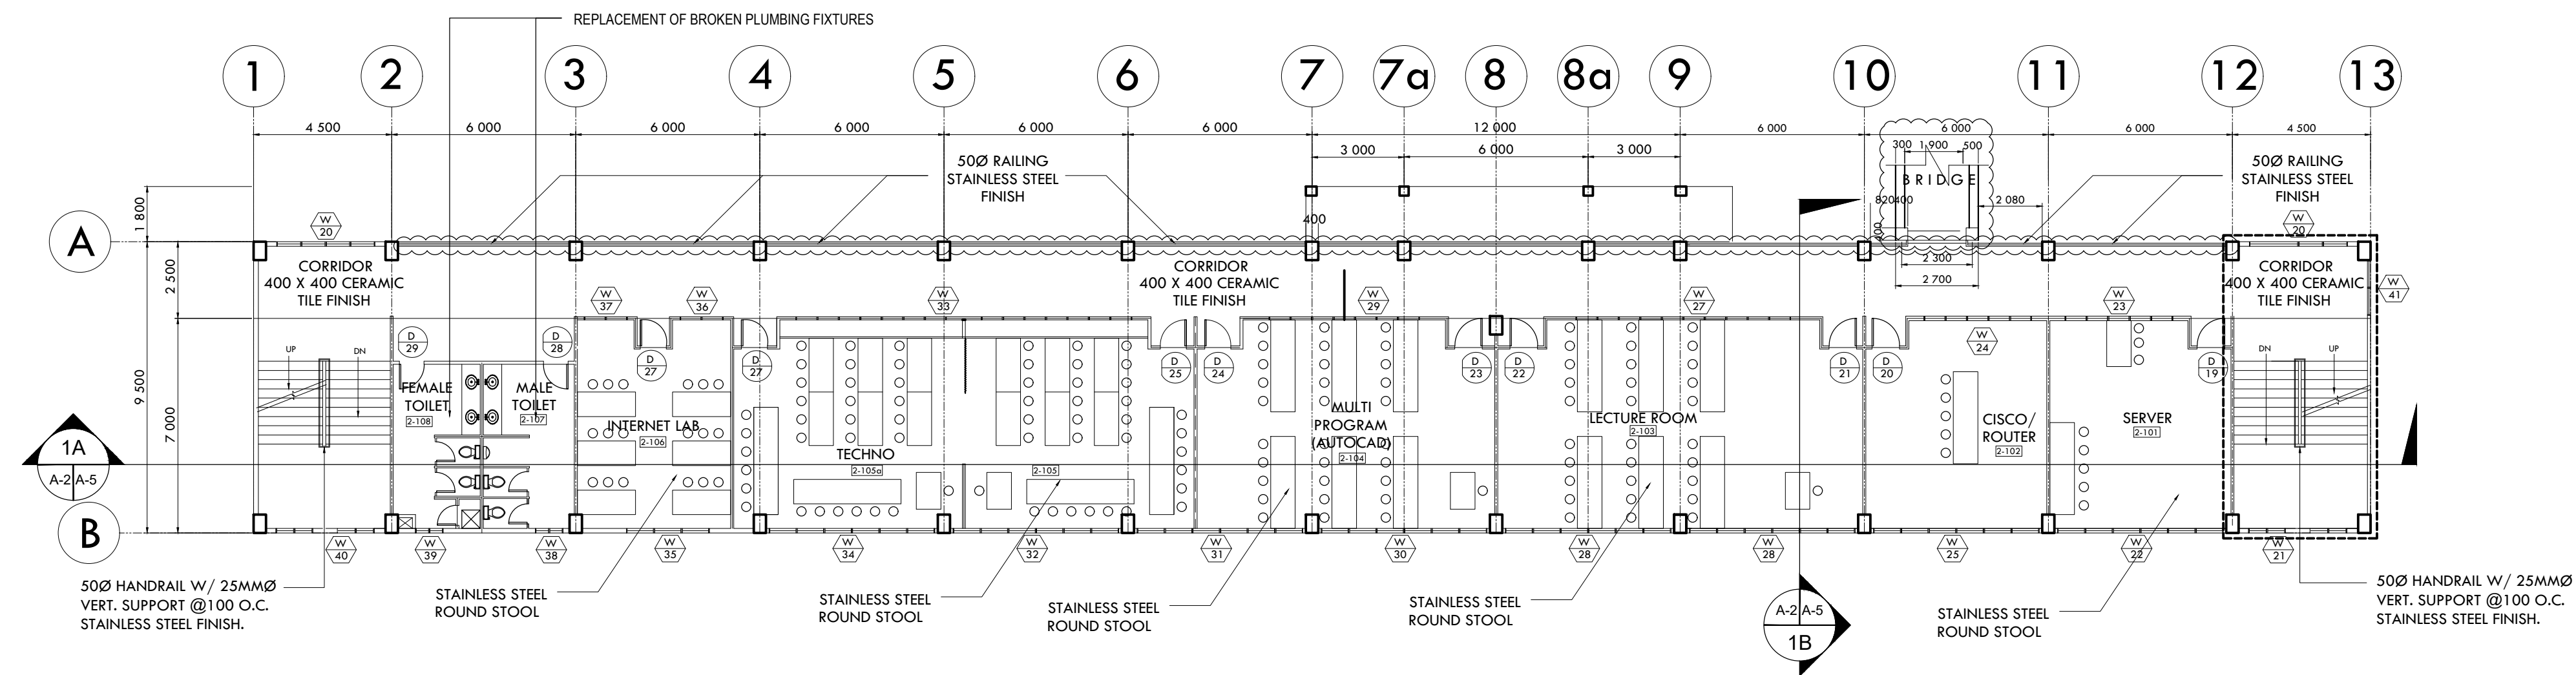 REPLACEMENT OF BROKEN PLUMBING FIXTURES
1 2 3 4 5 6 7 7a 8 8a 9 10 11 12 13
4 500 6 000 6 000 6 000 6 000 6 000 12 000 6 000 6 000 6 000 4 500
3 000 6 000 3 000
300 1 900 500
BRIDGE
820 400 2 080
400
2 300
2 700
50Ø RAILING
STAINLESS STEEL
FINISH
50Ø RAILING
STAINLESS STEEL
FINISH
400
1 800
A
2 500
9 500
7 000
B
W 20
W 20
CORRIDOR
400 X 400 CERAMIC
TILE FINISH
CORRIDOR
400 X 400 CERAMIC
TILE FINISH
CORRIDOR
400 X 400 CERAMIC
TILE FINISH
W 37
W 36
W 33
W 29
W 27
W 23
W 41
W 24
UP DN
DN UP
D 29
D 28
D 27
D 27
D 25
D 24
D 23
D 22
D 21
D 20
D 19
FEMALE
TOILET
2-108
MALE
TOILET
2-107
INTERNET LAB
2-106
TECHNO
2-105a
2-105
MULTI
PROGRAM
(AUTOCAD)
2-104
LECTURE ROOM
2-103
CISCO/
ROUTER
2-102
SERVER
2-101
1A
A-2 A-5
W 40
W 39
W 38
W 35
W 34
W 32
W 31
W 30
W 28
W 28
W 25
W 22
W 21
50Ø HANDRAIL W/ 25MMØ
VERT. SUPPORT @100 O.C.
STAINLESS STEEL FINISH.
STAINLESS STEEL
ROUND STOOL
STAINLESS STEEL
ROUND STOOL
STAINLESS STEEL
ROUND STOOL
STAINLESS STEEL
ROUND STOOL
A-2 A-5
1B
STAINLESS STEEL
ROUND STOOL
50Ø HANDRAIL W/ 25MMØ
VERT. SUPPORT @100 O.C.
STAINLESS STEEL FINISH.